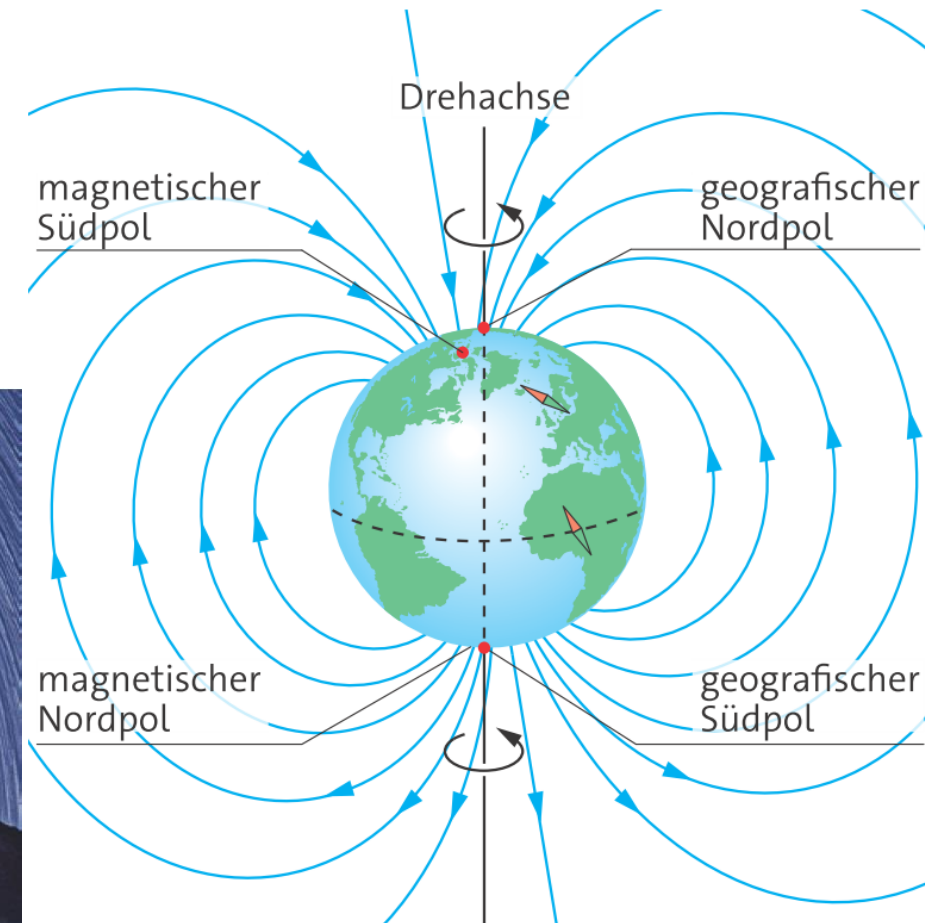 Drehachse
magnetischer
Südpol
geografischer
Nordpol
magnetischer
Nordpol
geografischer
Südpol